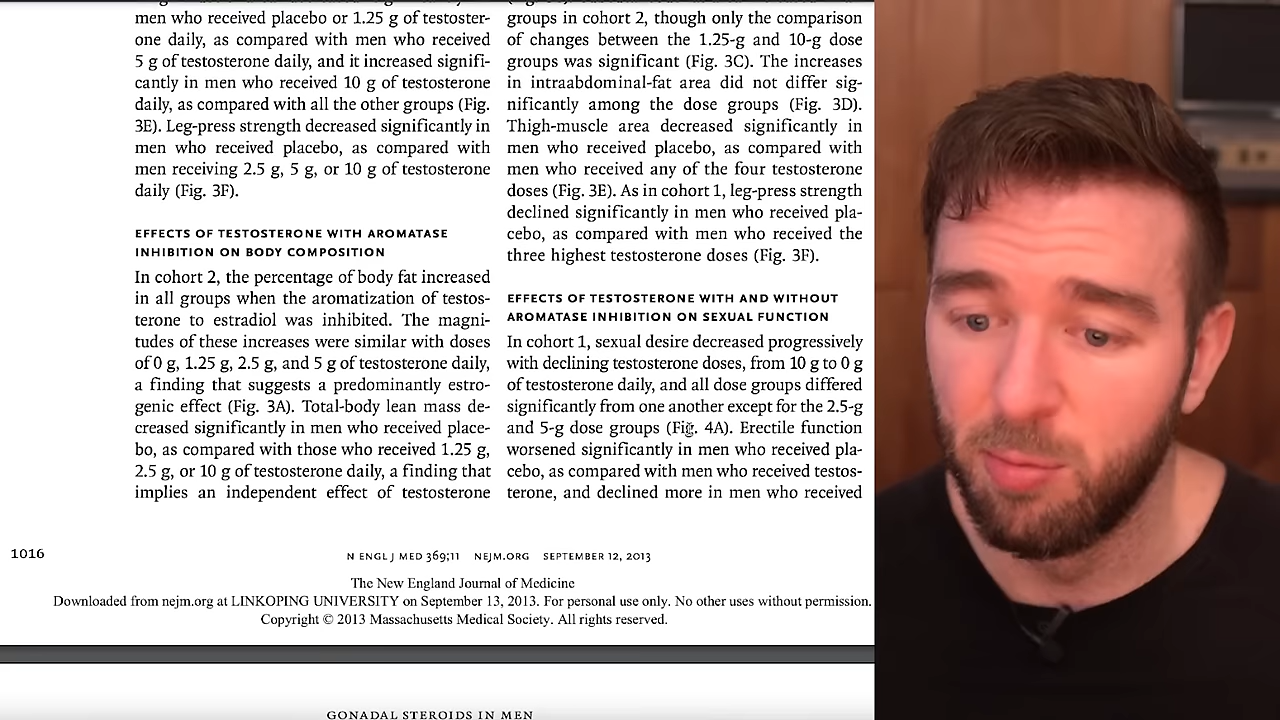 men who received placebo or 1.25 g of testoster-
one daily, as compared with men who received
5 g of testosterone daily, and it increased signifi-
cantly in men who received 10 g of testosterone
daily, as compared with all the other groups (Fig.
3E). Leg-press strength decreased significantly in
men who received placebo, as compared with
men receiving 2.5 g, 5 g, or 10 g of testosterone
daily (Fig. 3F).
EFFECTS OF TESTOSTERONE WITH AROMATASE
INHIBITION ON BODY COMPOSITION
In cohort 2, the percentage of body fat increased
in all groups when the aromatization of testos-
terone to estradiol was inhibited. The magni-
tudes of these increases were similar with doses
of 0 g, 1.25 g, 2.5 g, and 5 g of testosterone daily,
a finding that suggests a predominantly estro-
genic effect (Fig. 3A). Total-body lean mass de-
creased significantly in men who received place-
bo, as compared with those who received 1.25 g,
2.5 g, or 10 g of testosterone daily, a finding that
implies an independent effect of testosterone
groups in cohort 2, though only the comparison
of changes between the 1.25-g and 10-g dose
groups was significant (Fig. 3C). The increases
in intraabdominal-fat area did not differ sig-
nificantly among the dose groups (Fig. 3D).
Thigh-muscle area decreased significantly in
men who received placebo, as compared with
men who received any of the four testosterone
doses (Fig. 3E). As in cohort 1, leg-press strength
declined significantly in men who received pla-
cebo, as compared with men who received the
three highest testosterone doses (Fig. 3F).
EFFECTS OF TESTOSTERONE WITH AND WITHOUT
AROMATASE INHIBITION ON SEXUAL FUNCTION
In cohort 1, sexual desire decreased progressively
with declining testosterone doses, from 10 g to 0 g
of testosterone daily, and all dose groups differed
significantly from one another except for the 2.5-g
and 5-g dose groups (Fig. 4A). Erectile function
worsened significantly in men who received pla-
cebo, as compared with men who received testos-
terone, and declined more in men who received
1016
N ENGL J MED 369;11 NEJM.ORG SEPTEMBER 12, 2013
The New England Journal of Medicine
Downloaded from nejm.org at LINKOPING UNIVERSITY on September 13, 2013. For personal use only. No other uses without permission.
Copyright © 2013 Massachusetts Medical Society. All rights reserved.
GONADAL STEROIDS IN MEN